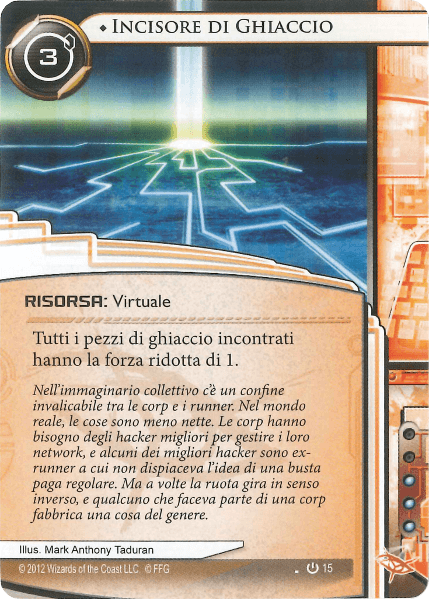 ◆ Incisore di Ghiaccio
3
RISORSA: Virtuale
Tutti i pezzi di ghiaccio incontrati
hanno la forza ridotta di 1.
Nell'immaginario collettivo c'è un confine
invalicabile tra le corp e i runner. Nel mondo
reale, le cose sono meno nette. Le corp hanno
bisogno degli hacker migliori per gestire i loro
network, e alcuni dei migliori hacker sono ex-
runner a cui non dispiaceva l'idea di una busta
paga regolare. Ma a volte la ruota gira in senso
inverso, e qualcuno che faceva parte di una corp
fabbrica una cosa del genere.
Illus. Mark Anthony Taduran
© 2012 Wizards of the Coast LLC. © FFG
15